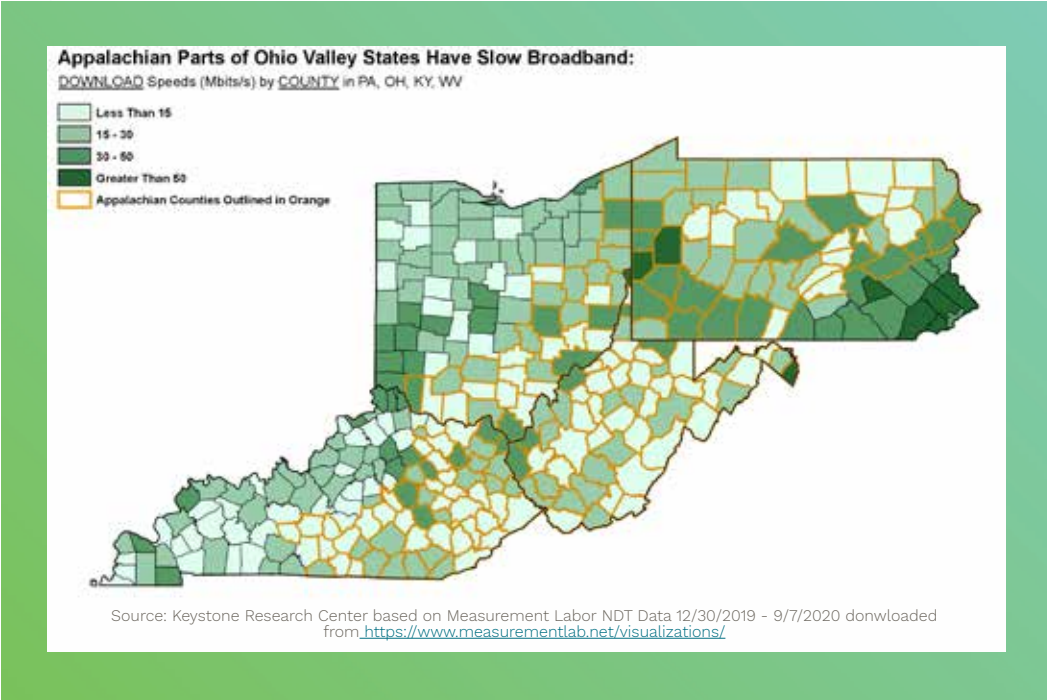 Appalachian Parts of Ohio Valley States Have Slow Broadband:
DOWNLOAD Speeds (Mbits/s) by COUNTY in PA, OH, KY, WV
Less Than 15
15 - 30
30 - 50
Greater Than 50
Appalachian Counties Outlined in Orange
Source: Keystone Research Center based on Measurement Labor NDT Data 12/30/2019 - 9/7/2020 donwloaded
from https://www.measurementlab.net/visualizations/